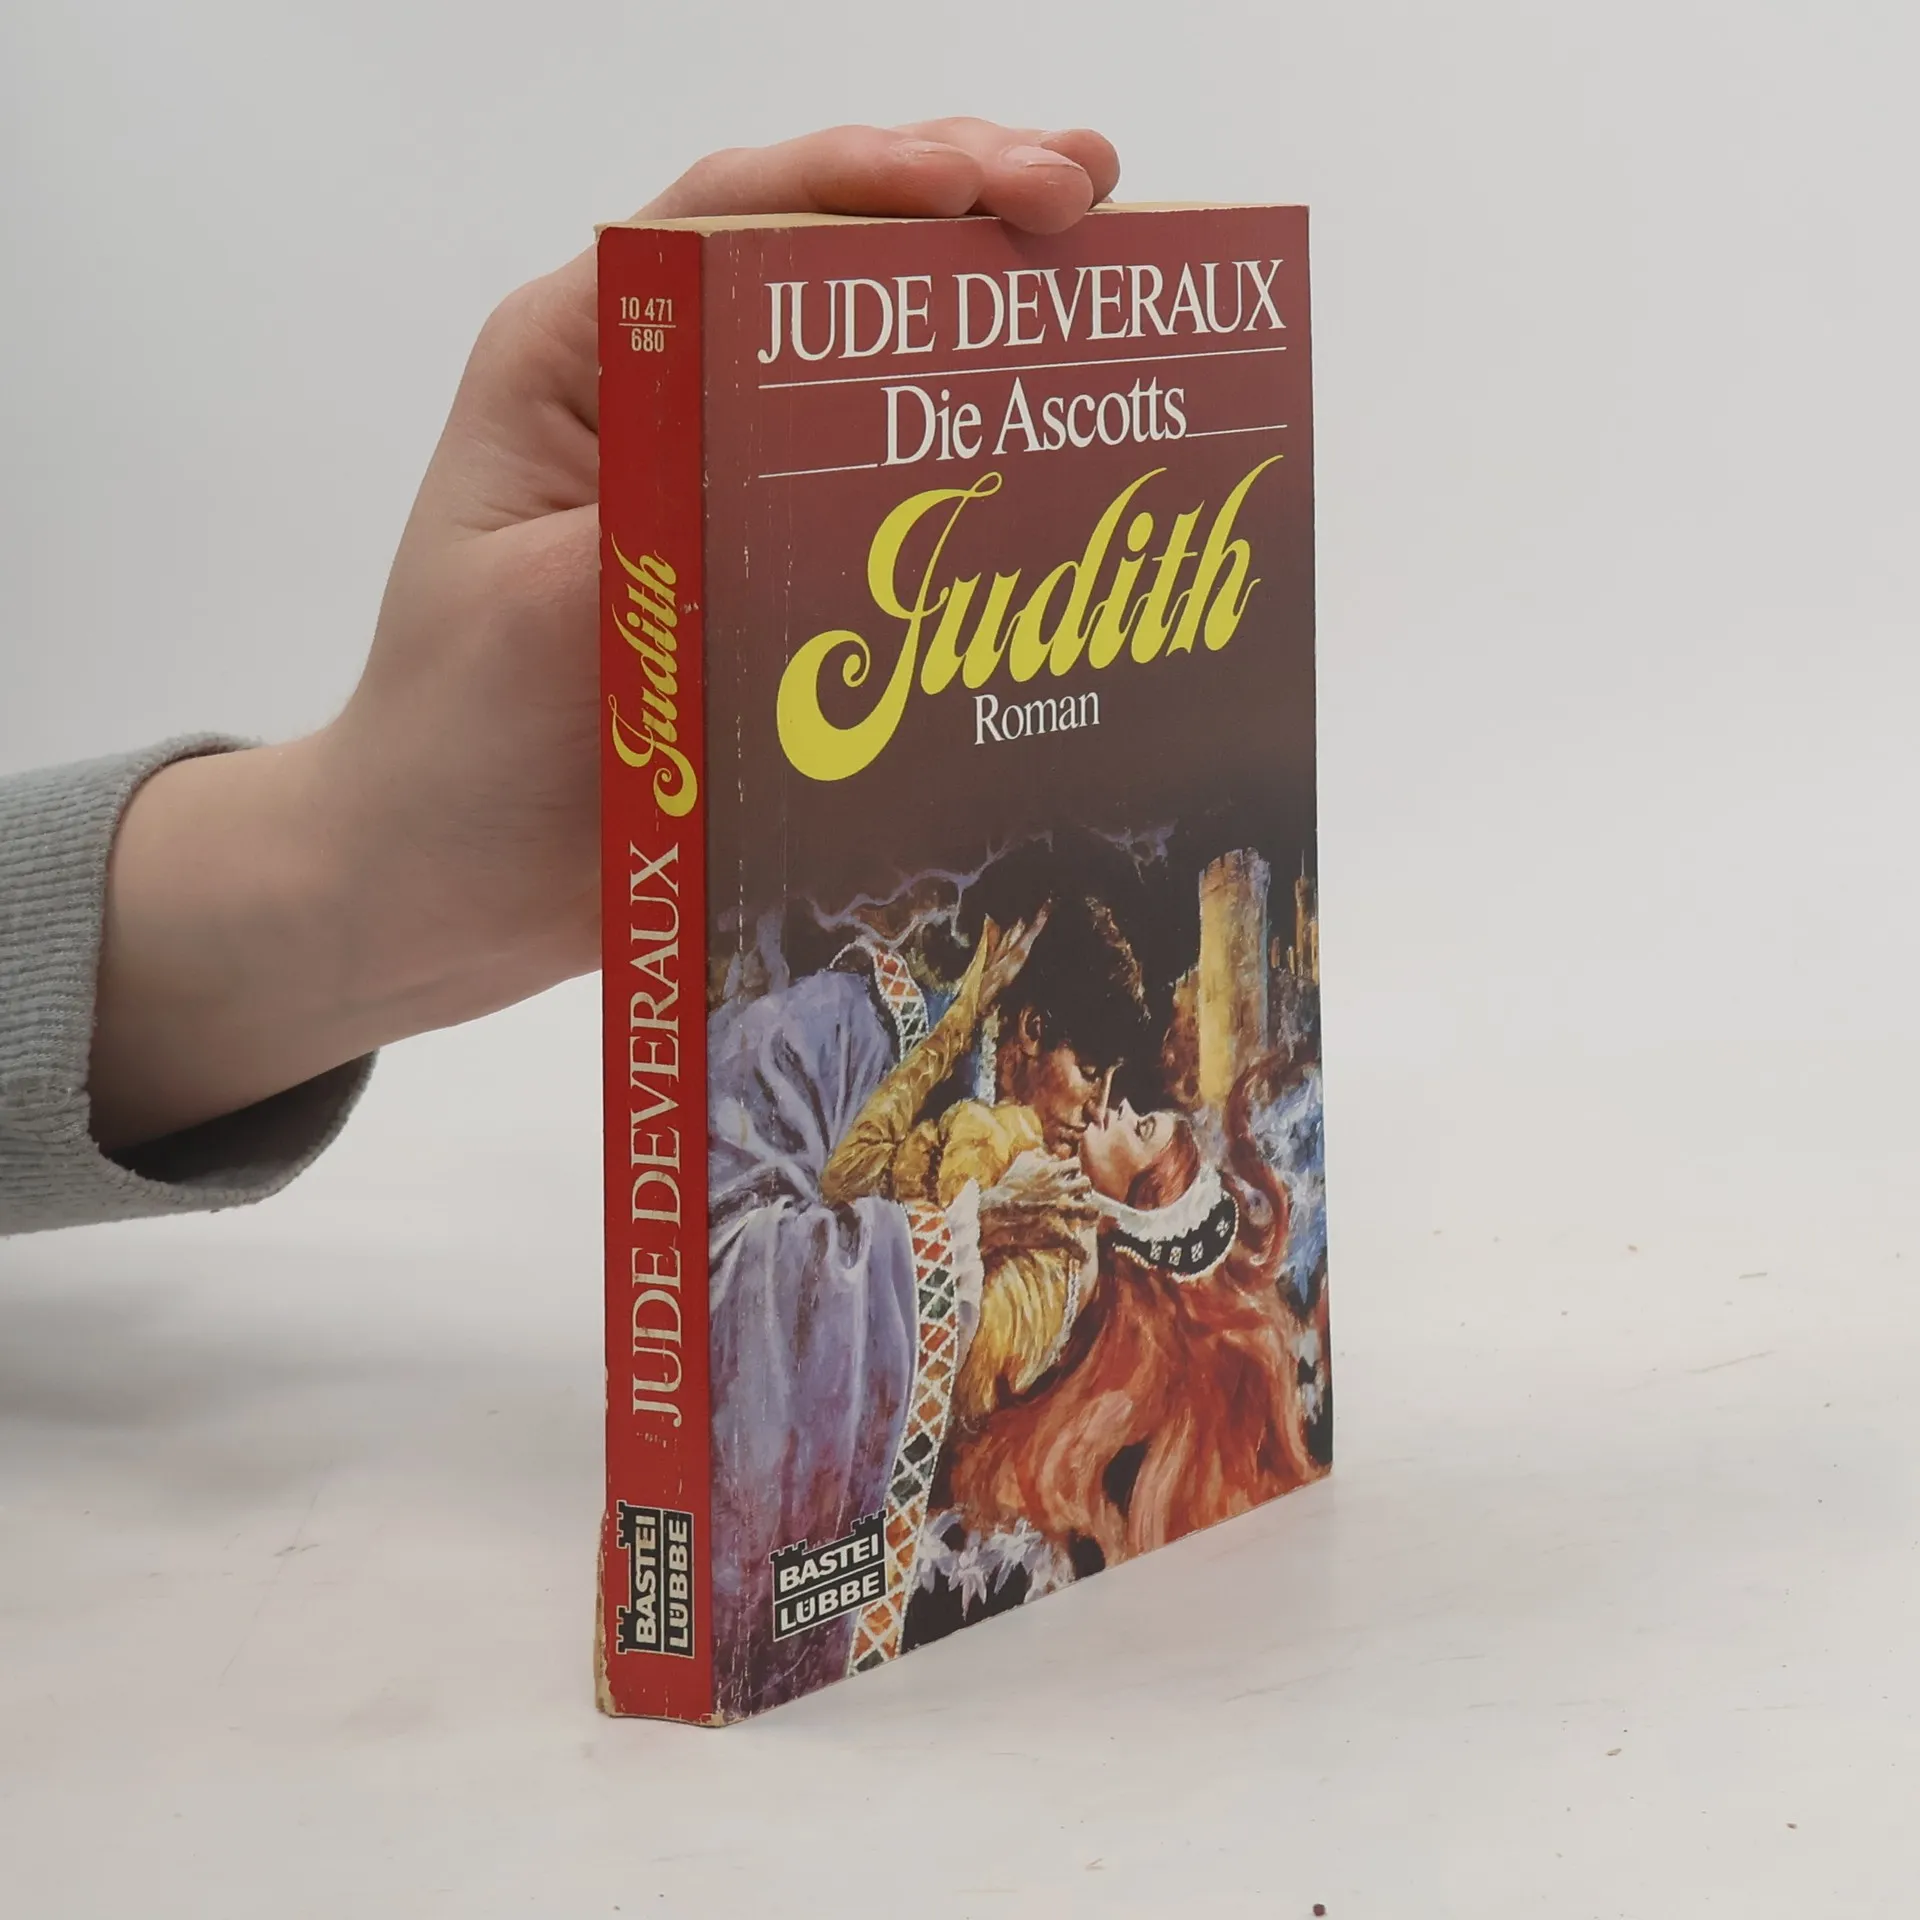 10 471
680
Judith
JUDE DEVERAUX
BASTEI
LÜBBE
JUDE DEVERAUX
Die Ascotts
Judith
Roman
BASTEI
LÜBBE